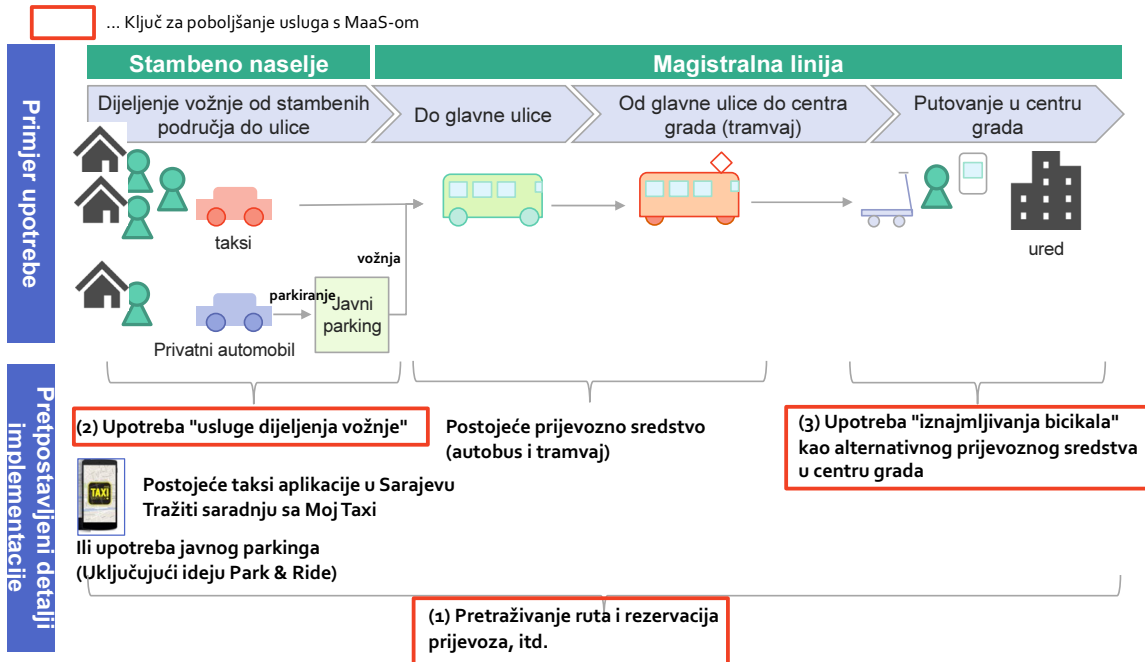 ... Ključ za poboljšanje usluga s MaaS-om
Primjer upotrebe
Stambeno naselje
Magistralna linija
Dijeljenje vožnje od stambenih
područja do ulice
Do glavne ulice
Od glavne ulice do centra
grada (tramvaj)
Putovanje u centru
grada
taksi
vožnja
ured
parkiranje
Javni
parking
Privatni automobil
Pretpostavljeni detalji
implementacije
(2) Upotreba "usluge dijeljenja vožnje"
Postojeće prijevozno sredstvo
(autobus i tramvaj)
(3) Upotreba "iznajmljivanja bicikala"
kao alternativnog prijevoznog sredstva
u centru grada
TAXI
Postojeće taksi aplikacije u Sarajevu
Tražiti saradnju sa Moj Taxi
Ili upotreba javnog parkinga
(Uključujući ideju Park & Ride)
(1) Pretraživanje ruta i rezervacija
prijevoza, itd.